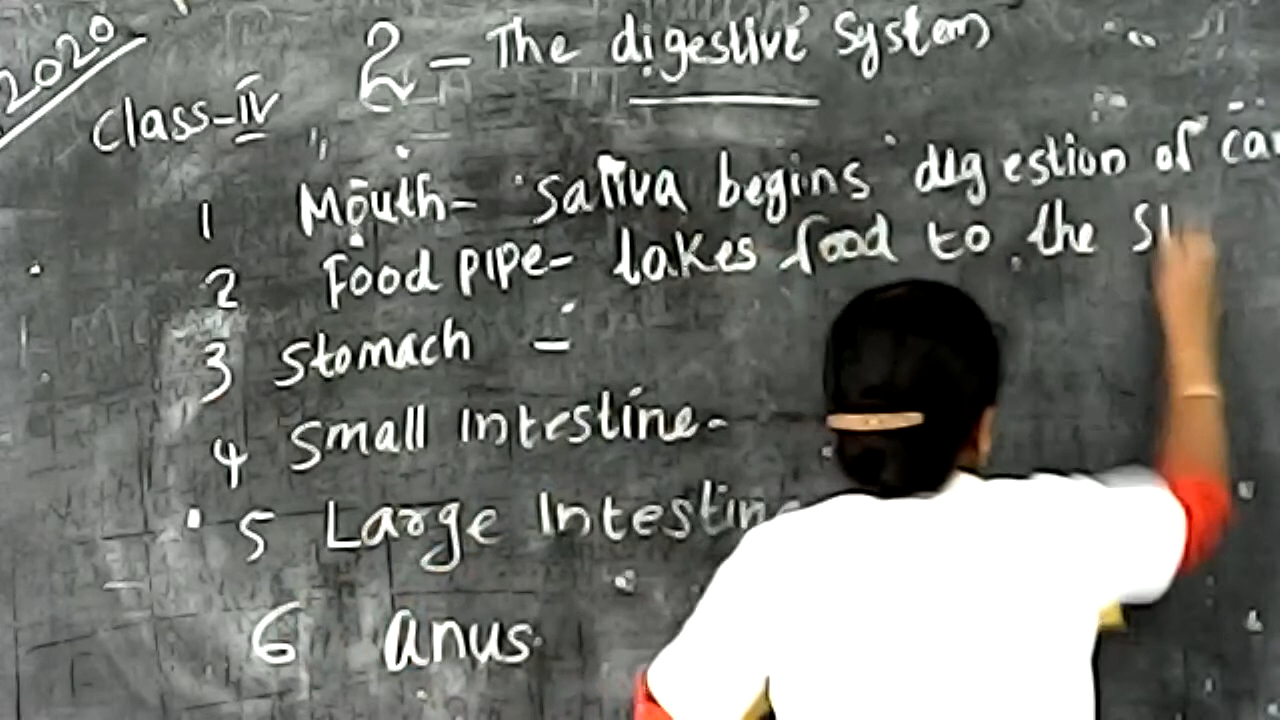 2020
2 - The digestive System
Class-IV
1 Mouth- Saliva begins digestion of
2 Food pipe- takes food to the
3 Stomach -
4 Small Intestine-
5 Large Intestin
6 anus